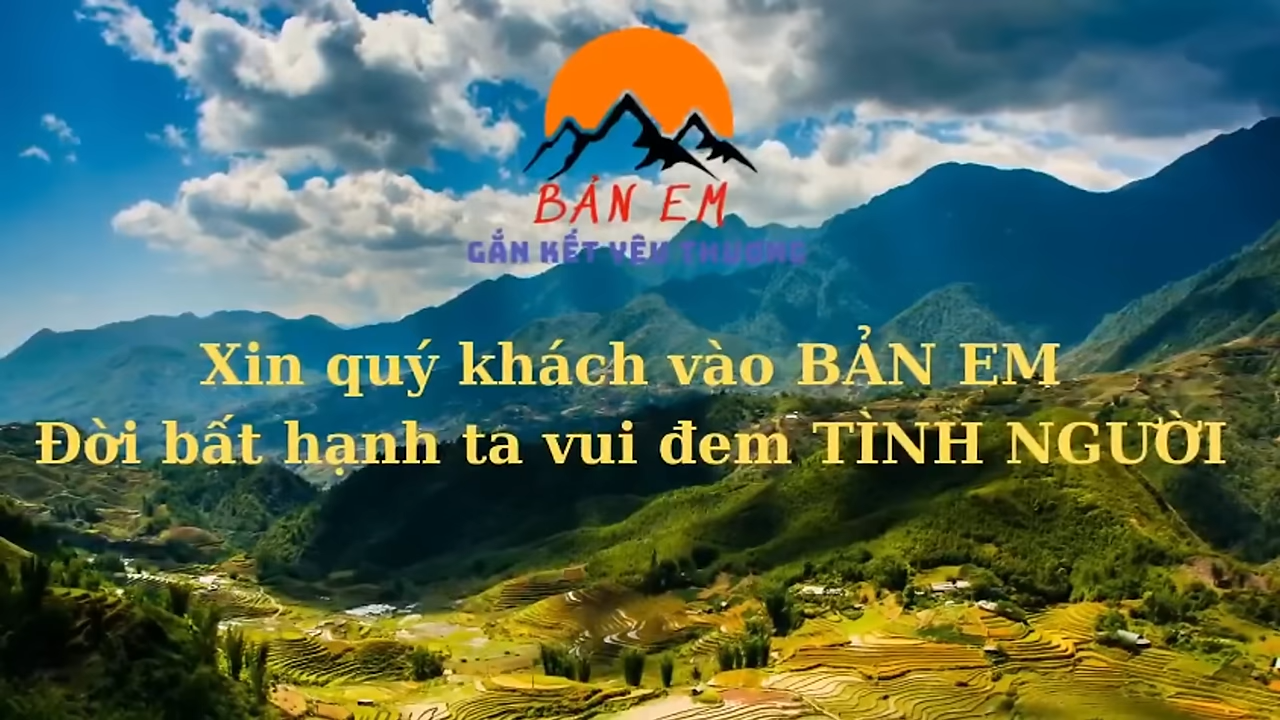 BẢN EM
GẮN KẾT YÊU THƯƠNG
Xin quý khách vào BẢN EM
Đời bất hạnh ta vui đem TÌNH NGƯỜI